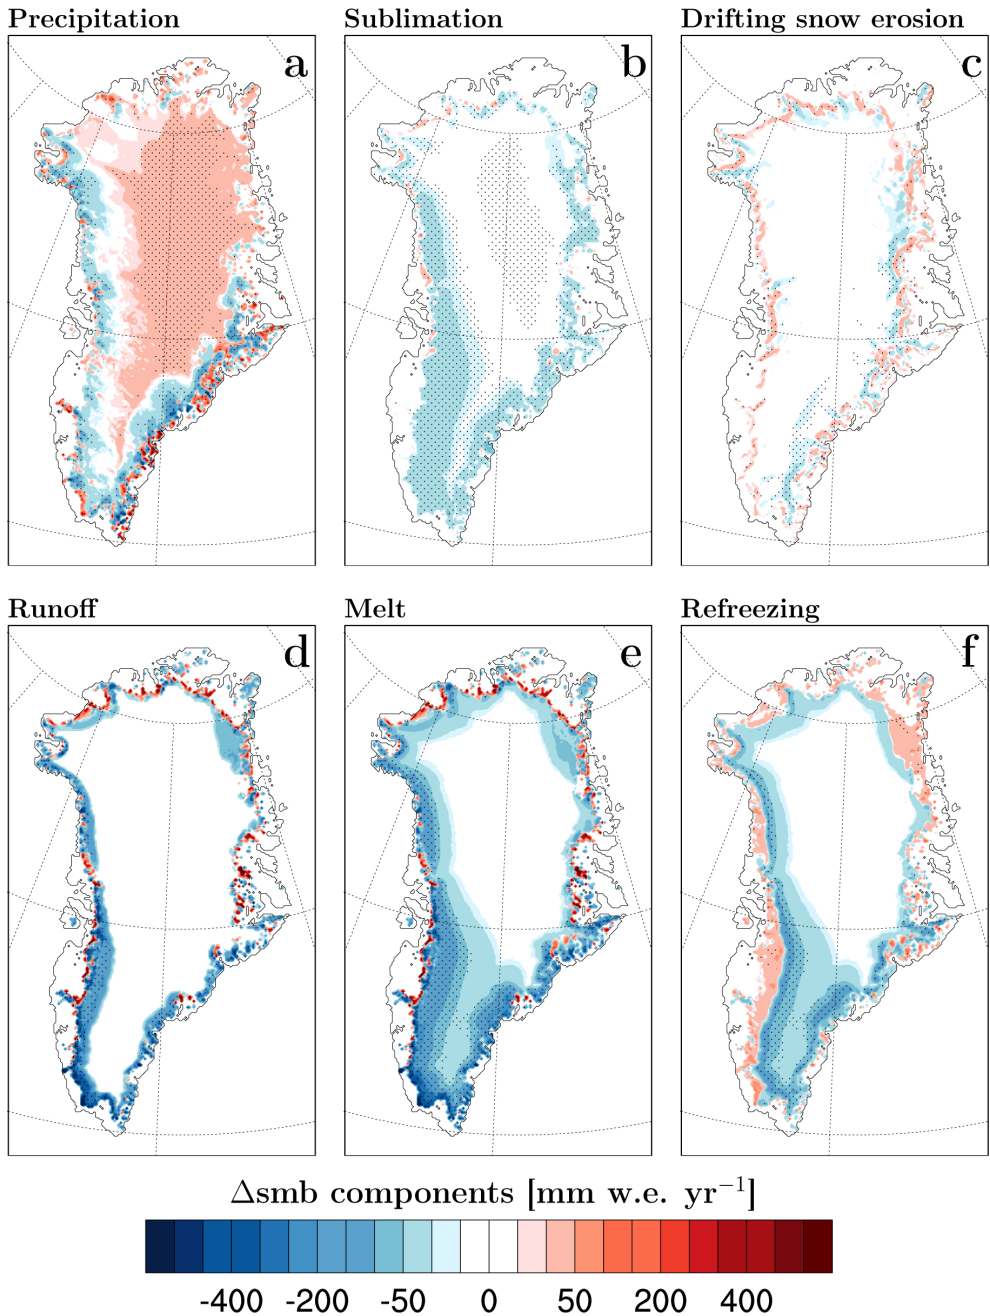 Precipitation Sublimation Drifting snow erosion
a b c
Runoff Melt Refreezing
d e f
Δsmb components [mm w.e. yr⁻¹]
-400 -200 -50 0 50 200 400